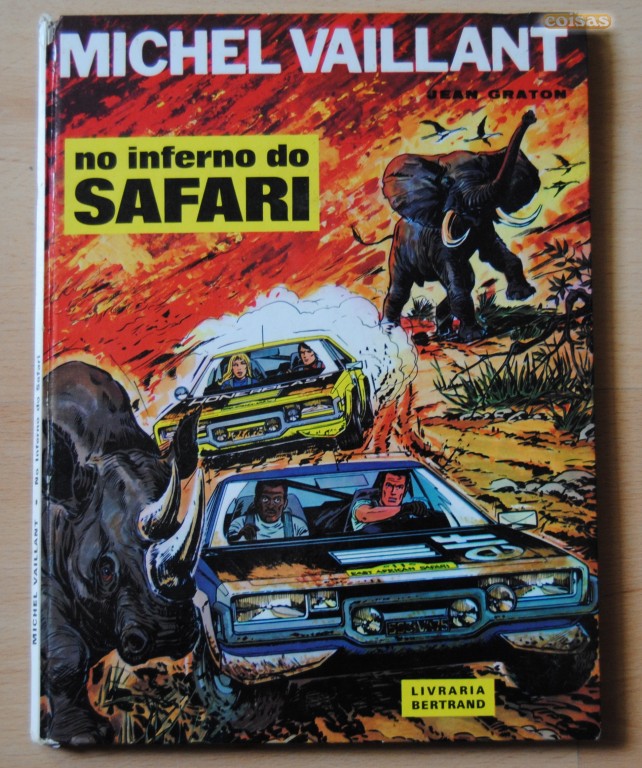 coisas
MICHEL VAILLANT
JEAN GRATON
no inferno do
SAFARI
EAST AFRICAN SAFARI
elf
LIVRARIA
BERTRAND
MICHEL VAILLANT • No Inferno do Safari